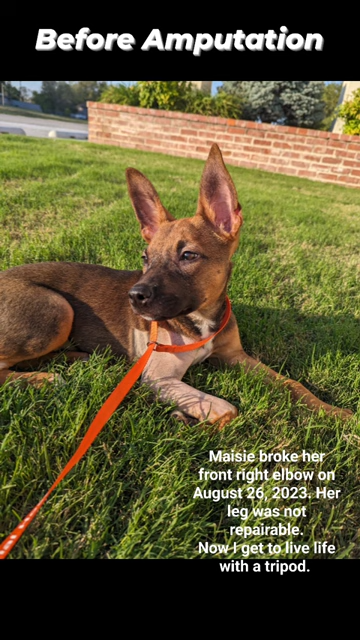 Before Amputation
Maisie broke her
front right elbow on
August 26, 2023. Her
leg was not
repairable.
Now I get to live life
with a tripod.